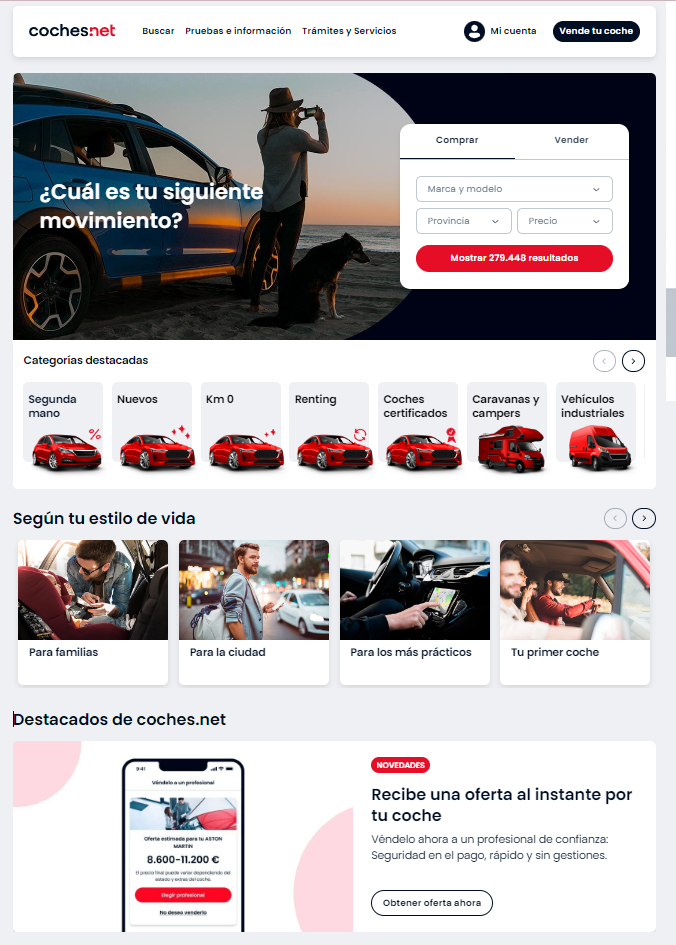 coches.net
Buscar
Pruebas e información
Trámites y Servicios
Mi cuenta
Vende tu coche
¿Cuál es tu siguiente
movimiento?
Comprar
Vender
Marca y modelo
Provincia
Precio
Mostrar 279.448 resultados
Categorías destacadas
Segunda
mano
Nuevos
Km 0
Renting
Coches
certificados
Caravanas y
campers
Vehículos
industriales
Según tu estilo de vida
Para familias
Para la ciudad
Para los más prácticos
Tu primer coche
Destacados de coches.net
9:41
Véndelo a un profesional
Oferta estimada para tu ASTON
MARTIN
8.600-11.200 €
El precio final puede variar dependiendo del
estado y extras del coche.
Elegir profesional
No deseo venderlo
NOVEDADES
Recibe una oferta al instante por
tu coche
Véndelo ahora a un profesional de confianza:
Seguridad en el pago, rápido y sin gestiones.
Obtener oferta ahora